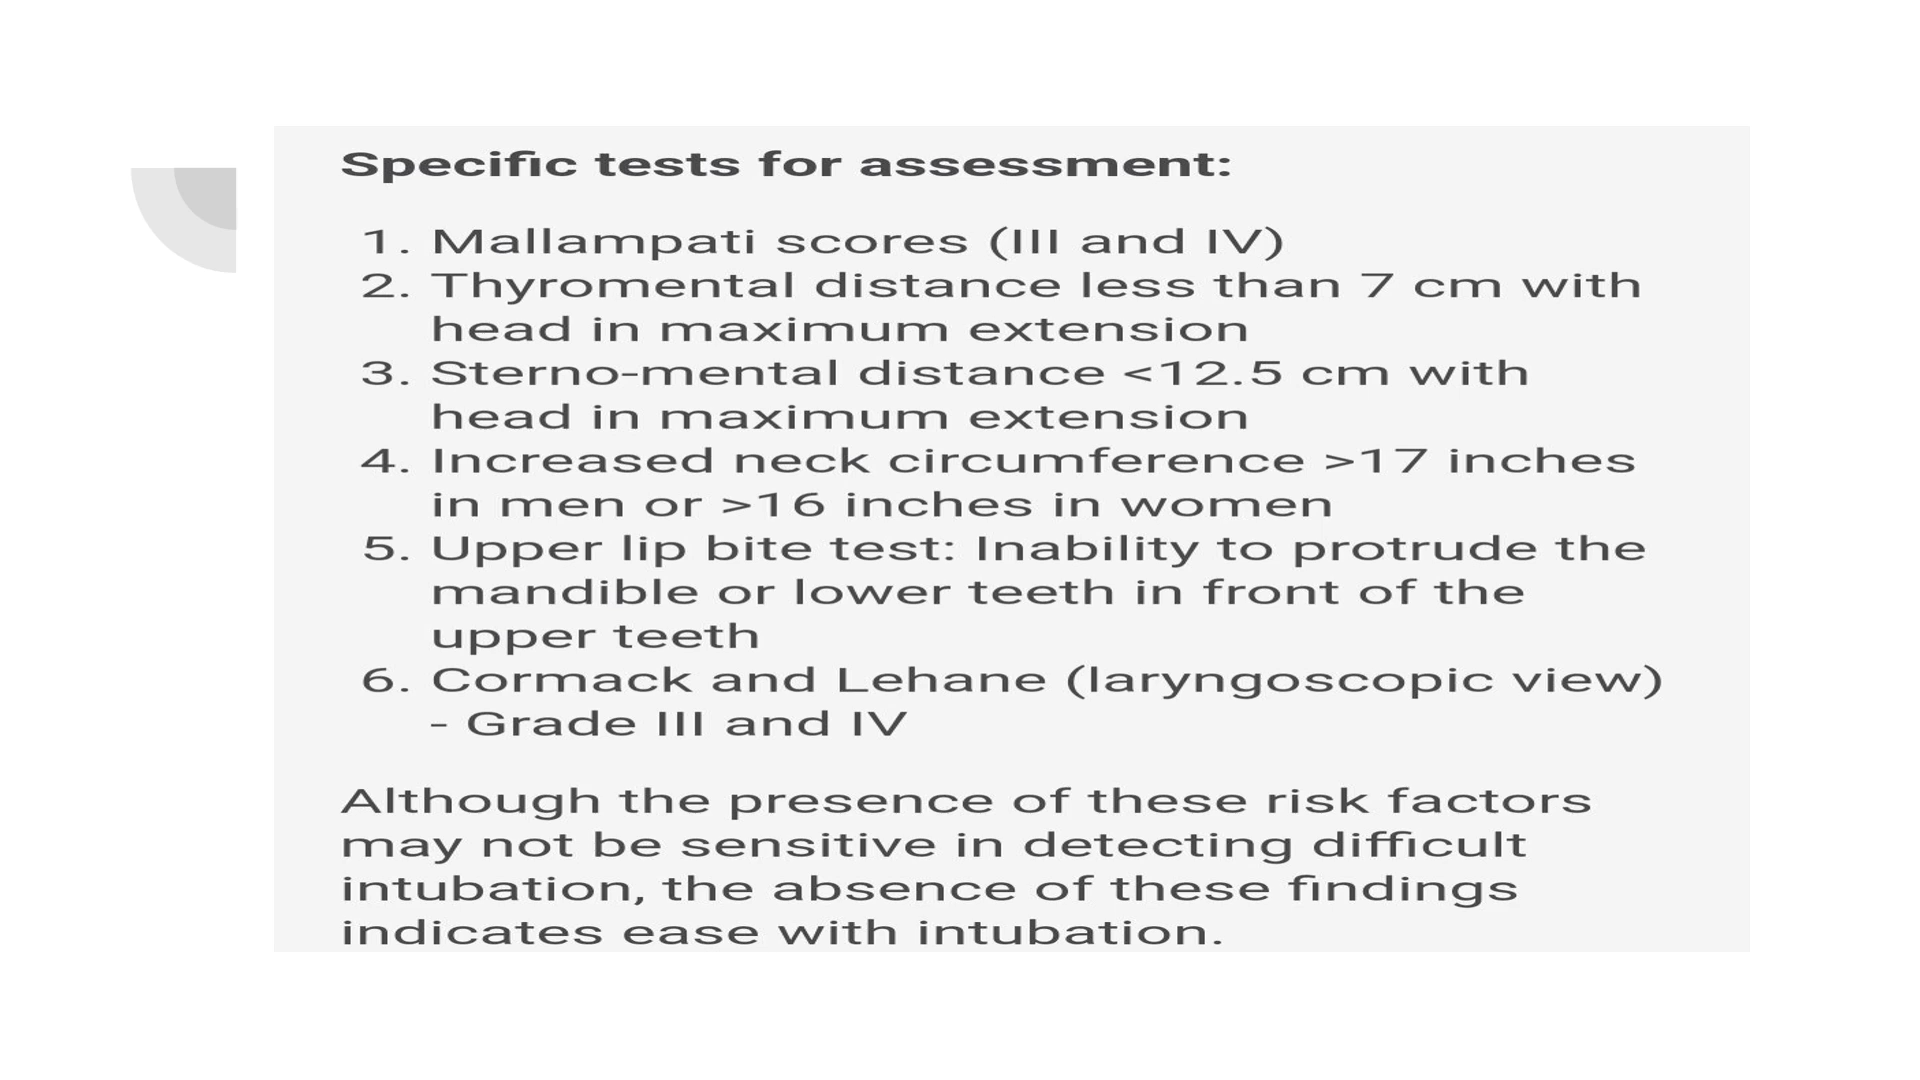 Specific tests for assessment:
1. Mallampati scores (III and IV)
2. Thyromental distance less than 7 cm with
head in maximum extension
3. Sterno-mental distance <12.5 cm with
head in maximum extension
4. Increased neck circumference >17 inches
in men or >16 inches in women
5. Upper lip bite test: Inability to protrude the
mandible or lower teeth in front of the
upper teeth
6. Cormack and Lehane (laryngoscopic view)
- Grade III and IV
Although the presence of these risk factors
may not be sensitive in detecting difficult
intubation, the absence of these findings
indicates ease with intubation.